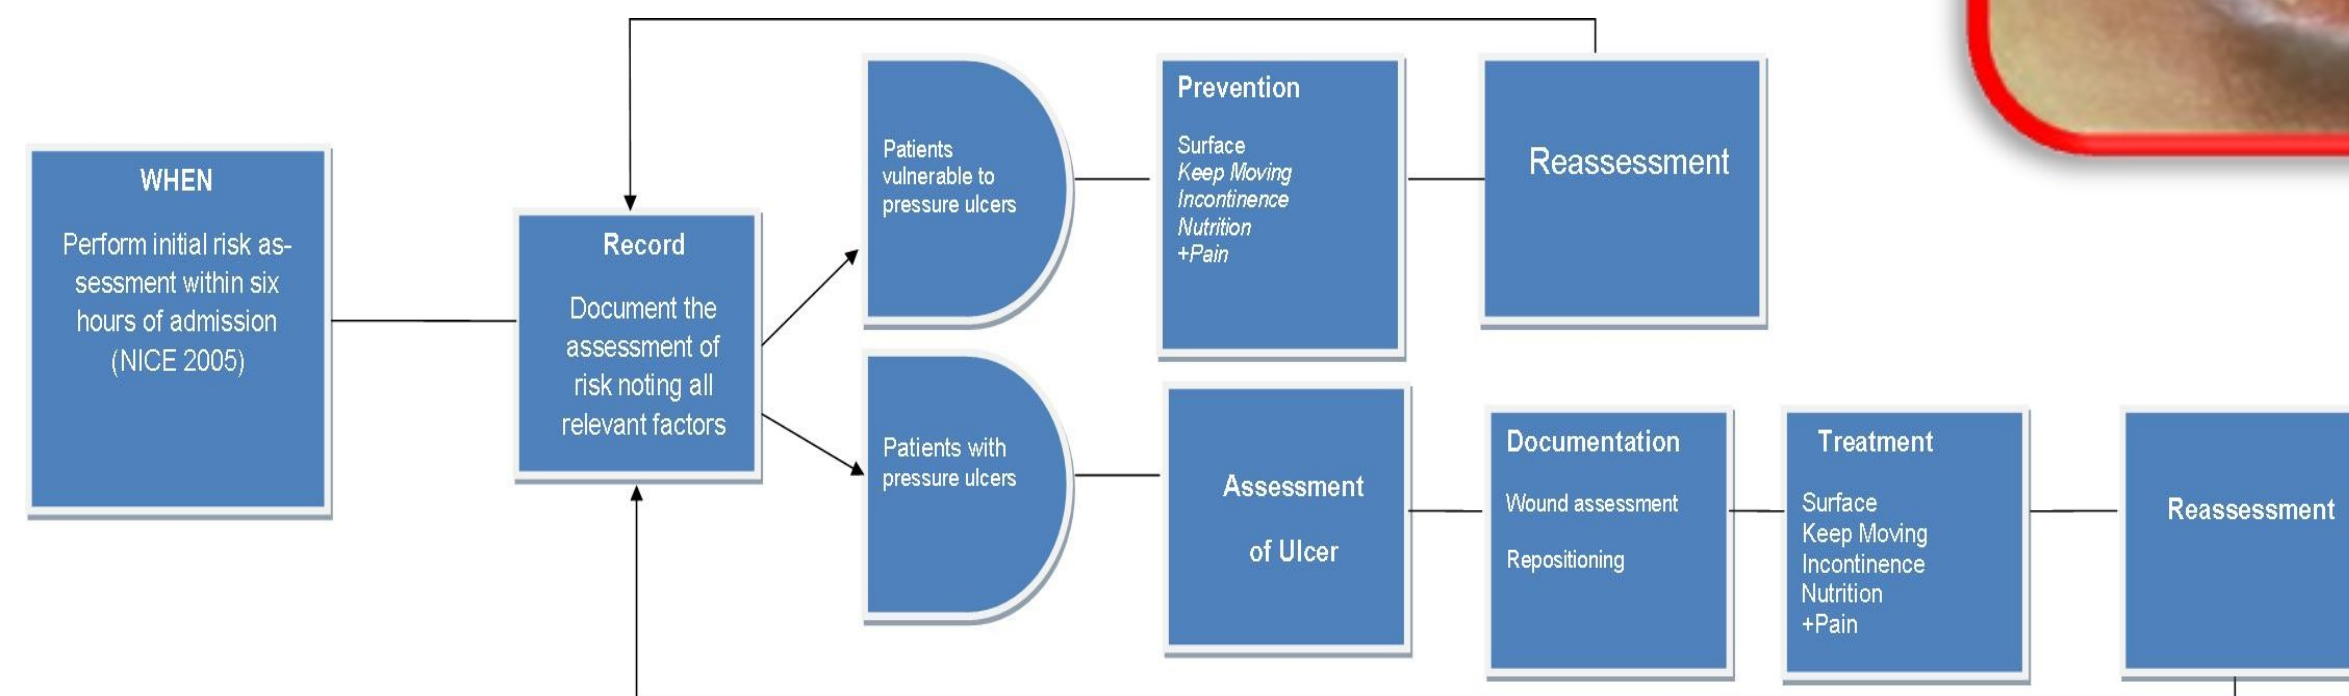 WHEN
Perform initial risk as-
sessment within six
hours of admission
(NICE 2005)
Record
Document the
assessment of
risk noting all
relevant factors
Patients
vulnerable to
pressure ulcers
Prevention
Surface
Keep Moving
Incontinence
Nutrition
+Pain
Reassessment
Patients with
pressure ulcers
Assessment
of Ulcer
Documentation
Wound assessment
Repositioning
Treatment
Surface
Keep Moving
Incontinence
Nutrition
+Pain
Reassessment